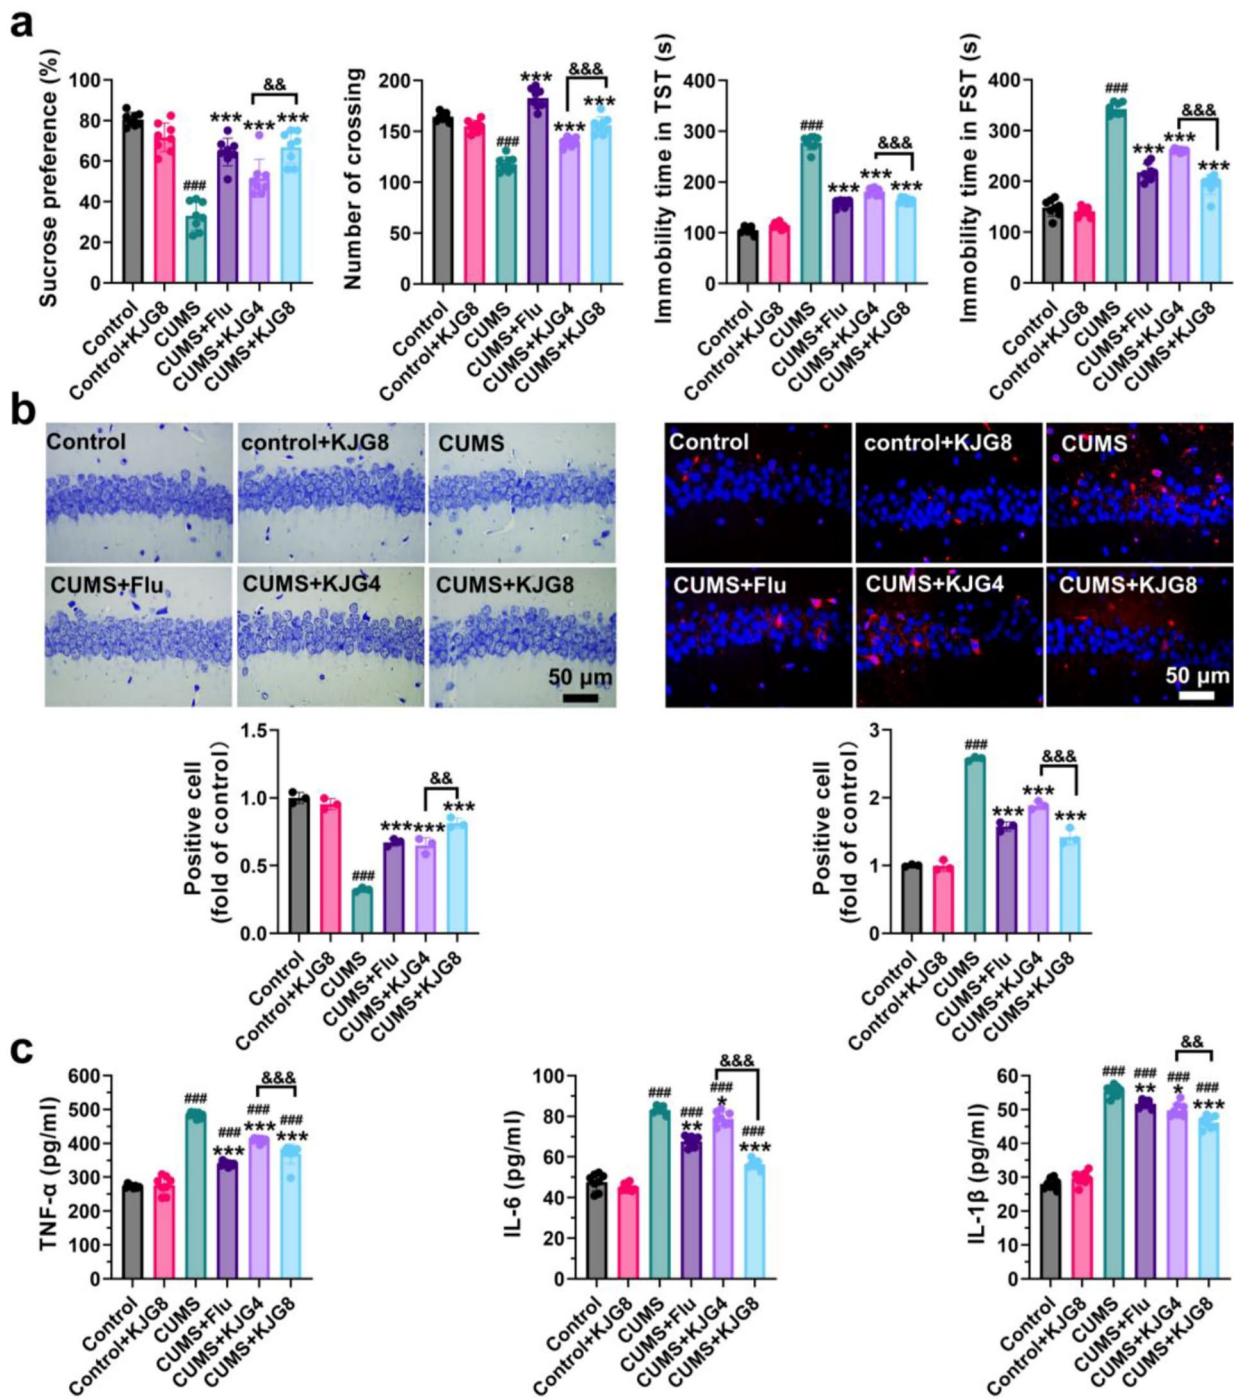 a
Sucrose preference (%)
100
80
60
40
20
0
###
***
***
***
&&
Control
Control+KJG8
CUMS
CUMS+Flu
CUMS+KJG4
CUMS+KJG8
Number of crossing
200
150
100
50
0
###
***
***
***
&&&
Control
Control+KJG8
CUMS
CUMS+Flu
CUMS+KJG4
CUMS+KJG8
Immobility time in TST (s)
400
300
200
100
0
###
***
***
***
&&&
Control
Control+KJG8
CUMS
CUMS+Flu
CUMS+KJG4
CUMS+KJG8
Immobility time in FST (s)
400
300
200
100
0
###
***
***
***
&&&
Control
Control+KJG8
CUMS
CUMS+Flu
CUMS+KJG4
CUMS+KJG8
b
Control
control+KJG8
CUMS
CUMS+Flu
CUMS+KJG4
CUMS+KJG8
50 μm
Control
control+KJG8
CUMS
CUMS+Flu
CUMS+KJG4
CUMS+KJG8
50 μm
Positive cell
(fold of control)
1.5
1.0
0.5
0.0
###
***
***
***
&&
Control
Control+KJG8
CUMS
CUMS+Flu
CUMS+KJG4
CUMS+KJG8
Positive cell
(fold of control)
3
2
1
0
###
***
***
***
&&&
Control
Control+KJG8
CUMS
CUMS+Flu
CUMS+KJG4
CUMS+KJG8
c
TNF-α (pg/ml)
600
500
400
300
200
100
0
###
###
***
###
***
###
***
&&&
Control
Control+KJG8
CUMS
CUMS+Flu
CUMS+KJG4
CUMS+KJG8
IL-6 (pg/ml)
100
80
60
40
20
0
###
###
**
###
*
###
***
&&&
Control
Control+KJG8
CUMS
CUMS+Flu
CUMS+KJG4
CUMS+KJG8
IL-1β (pg/ml)
60
50
40
30
20
10
0
###
###
**
###
*
###
***
&&
Control
Control+KJG8
CUMS
CUMS+Flu
CUMS+KJG4
CUMS+KJG8